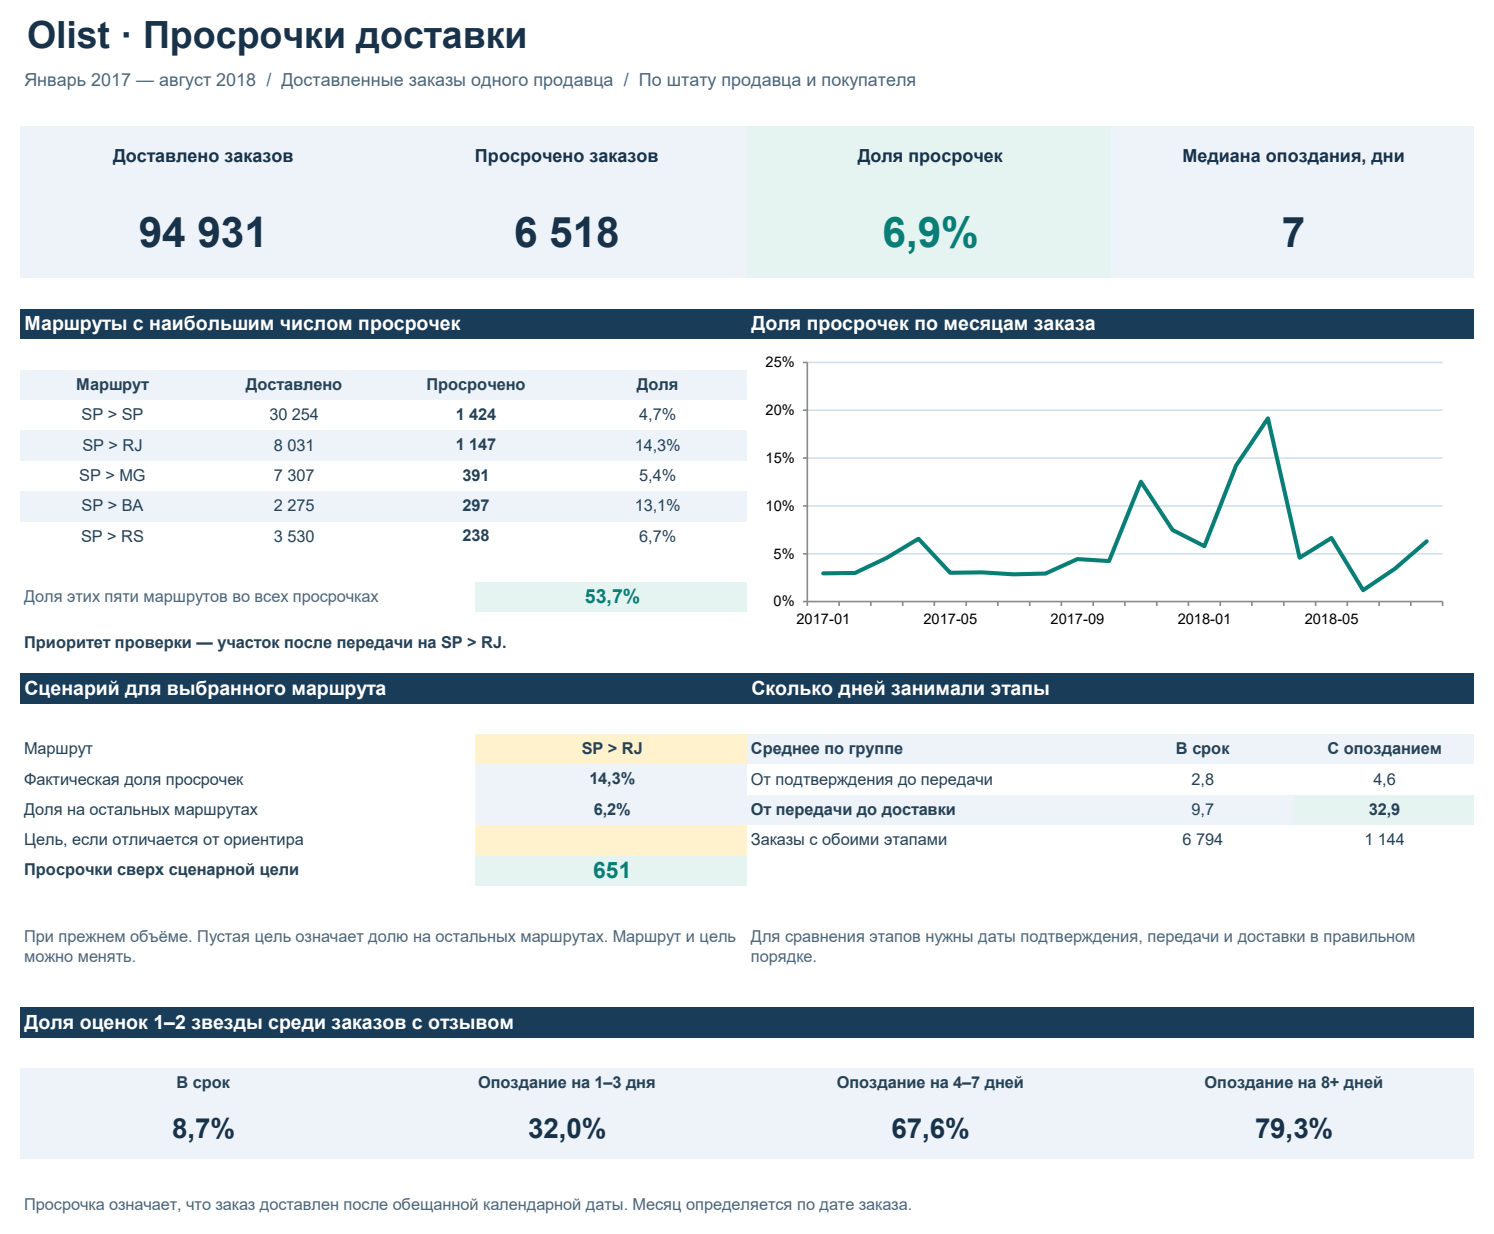 Olist · Просрочки доставки
Январь 2017 — август 2018 / Доставленные заказы одного продавца / По штату продавца и покупателя
Доставлено заказов
94 931
Просрочено заказов
6 518
Доля просрочек
6,9%
Медиана опоздания, дни
7
Маршруты с наибольшим числом просрочек
Маршрут Доставлено Просрочено Доля
SP > SP 30 254 1 424 4,7%
SP > RJ 8 031 1 147 14,3%
SP > MG 7 307 391 5,4%
SP > BA 2 275 297 13,1%
SP > RS 3 530 238 6,7%
Доля этих пяти маршрутов во всех просрочках 53,7%
Приоритет проверки — участок после передачи на SP > RJ.
Доля просрочек по месяцам заказа
25%
20%
15%
10%
5%
0%
2017-01 2017-05 2017-09 2018-01 2018-05
Сценарий для выбранного маршрута
Маршрут SP > RJ
Фактическая доля просрочек 14,3%
Доля на остальных маршрутах 6,2%
Цель, если отличается от ориентира
Просрочки сверх сценарной цели 651
При прежнем объёме. Пустая цель означает долю на остальных маршрутах. Маршрут и цель
можно менять.
Сколько дней занимали этапы
Среднее по группе В срок С опозданием
От подтверждения до передачи 2,8 4,6
От передачи до доставки 9,7 32,9
Заказы с обоими этапами 6 794 1 144
Для сравнения этапов нужны даты подтверждения, передачи и доставки в правильном
порядке.
Доля оценок 1–2 звезды среди заказов с отзывом
В срок Опоздание на 1–3 дня Опоздание на 4–7 дней Опоздание на 8+ дней
8,7% 32,0% 67,6% 79,3%
Просрочка означает, что заказ доставлен после обещанной календарной даты. Месяц определяется по дате заказа.